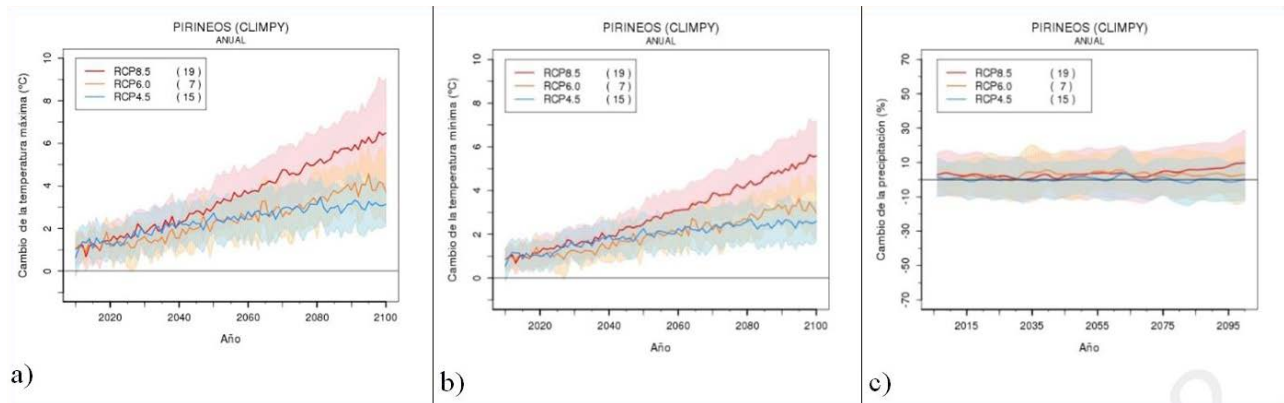 PIRINEOS (CLIMPY)
ANUAL
Cambio de la temperatura máxima (ºC)
10
8
6
4
2
0
RCP8.5 ( 19 )
RCP6.0 ( 7 )
RCP4.5 ( 15 )
2020 2040 2060 2080 2100
Año
a)
PIRINEOS (CLIMPY)
ANUAL
Cambio de la temperatura mínima (ºC)
10
8
6
4
2
0
RCP8.5 ( 19 )
RCP6.0 ( 7 )
RCP4.5 ( 15 )
2020 2040 2060 2080 2100
Año
b)
PIRINEOS (CLIMPY)
ANUAL
Cambio de la precipitación (%)
70
50
30
10
-10
-30
-50
-70
RCP8.5 ( 19 )
RCP6.0 ( 7 )
RCP4.5 ( 15 )
2015 2035 2055 2075 2095
Año
c)